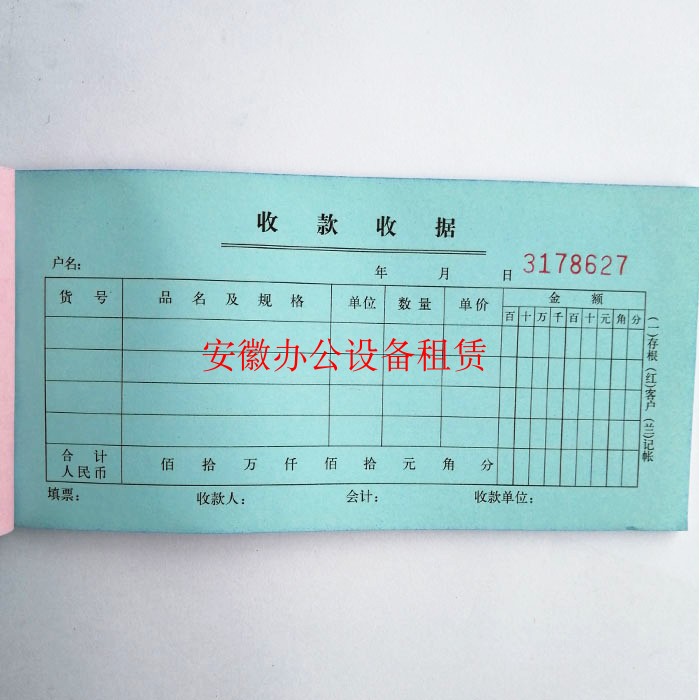 收款收据
户名: 年 月 日 3178627
货号 品名及规格 单位 数量 单价 金额
百 十 万 千 百 十 元 角 分
安徽办公设备租赁
合计
人民币
佰 拾 万 仟 佰 拾 元 角 分
填票: 收款人: 会计: 收款单位:
(一)存根 (红)客户 (兰)记帐